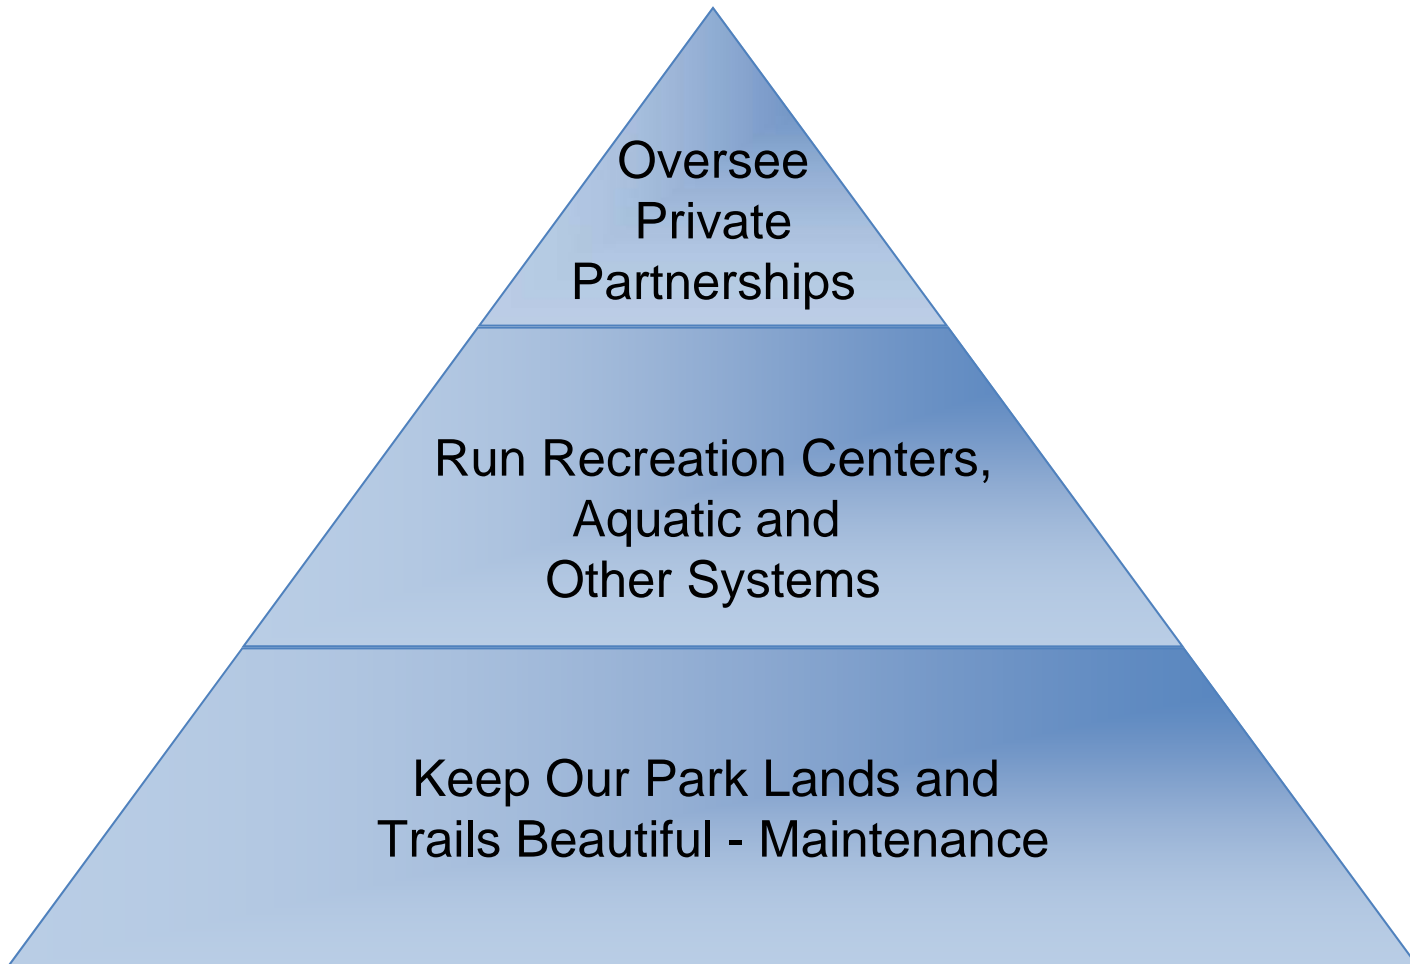 Oversee
Private
Partnerships
Run Recreation Centers,
Aquatic and
Other Systems
Keep Our Park Lands and
Trails Beautiful - Maintenance